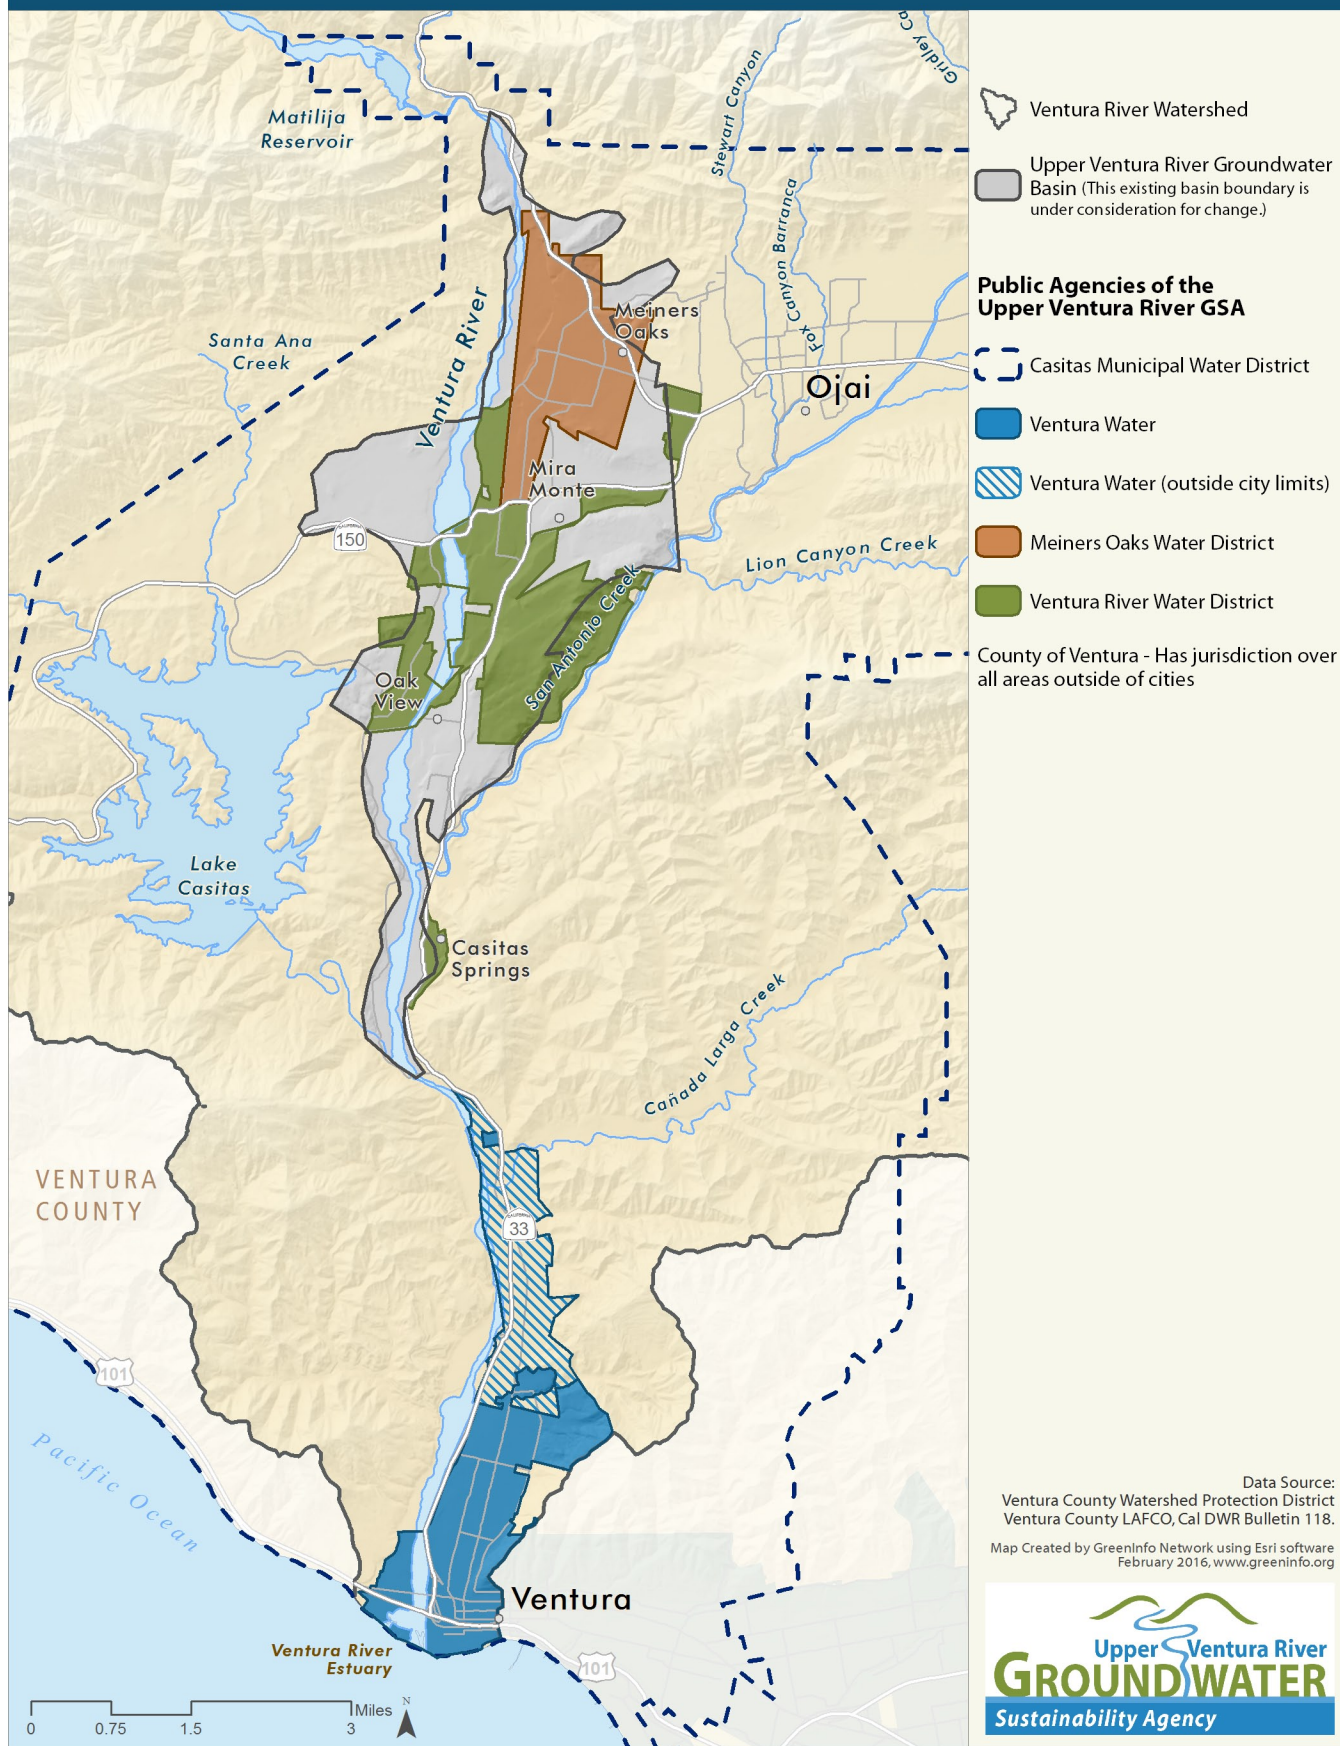 Gridley Ca
Stewart Canyon
Matilija
Reservoir
Fox Canyon Barranca
Ventura River
Meiners
Oaks
Santa Ana
Creek
Ojai
Mira
Monte
150
Lion Canyon Creek
San Antonio Creek
Oak
View
Lake
Casitas
Casitas
Springs
Cañada Larga Creek
VENTURA
COUNTY
CALIFORNIA
33
101
Pacific Ocean
Ventura
Ventura River
Estuary
101
Miles
N
0 0.75 1.5 3
Ventura River Watershed
Upper Ventura River Groundwater
Basin (This existing basin boundary is
under consideration for change.)
Public Agencies of the
Upper Ventura River GSA
Casitas Municipal Water District
Ventura Water
Ventura Water (outside city limits)
Meiners Oaks Water District
Ventura River Water District
County of Ventura - Has jurisdiction over
all areas outside of cities
Data Source:
Ventura County Watershed Protection District
Ventura County LAFCO, Cal DWR Bulletin 118.
Map Created by GreenInfo Network using Esri software
February 2016, www.greeninfo.org
Upper Ventura River
GROUNDWATER
Sustainability Agency